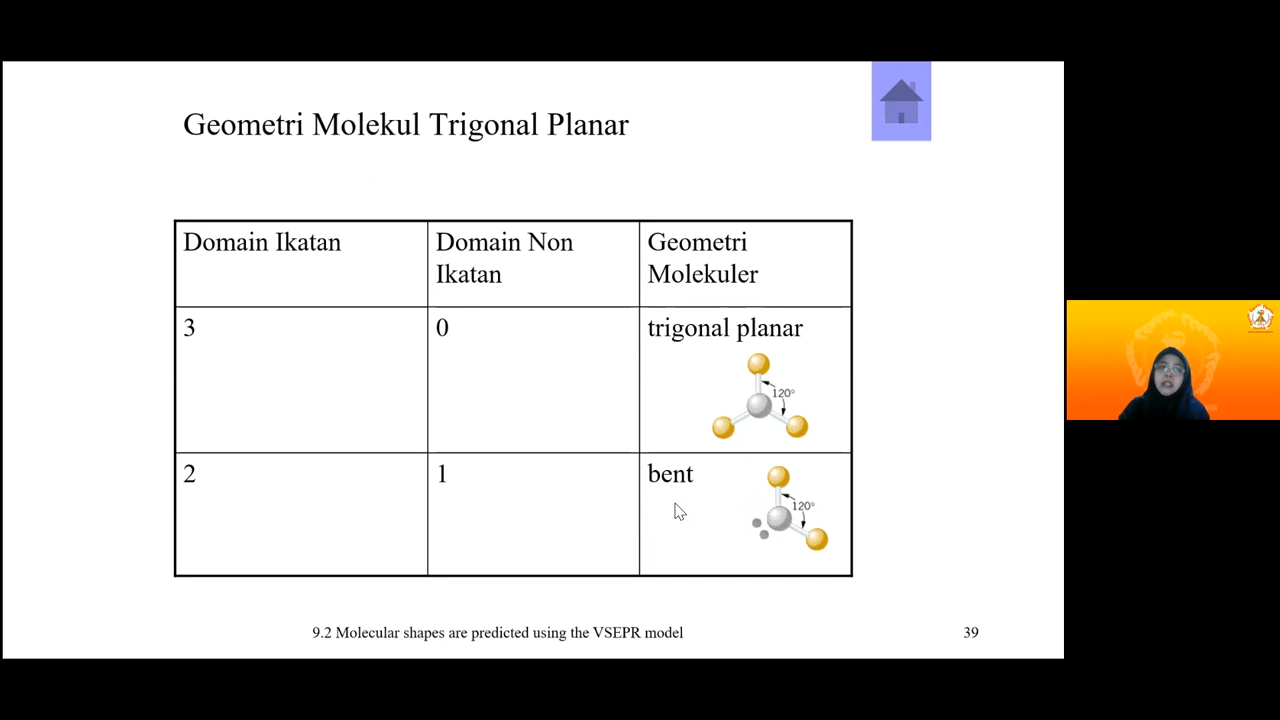 Geometri Molekul Trigonal Planar
Domain Ikatan
Domain Non
Ikatan
Geometri
Molekuler
3
0
trigonal planar
120°
2
1
bent
120°
9.2 Molecular shapes are predicted using the VSEPR model
39